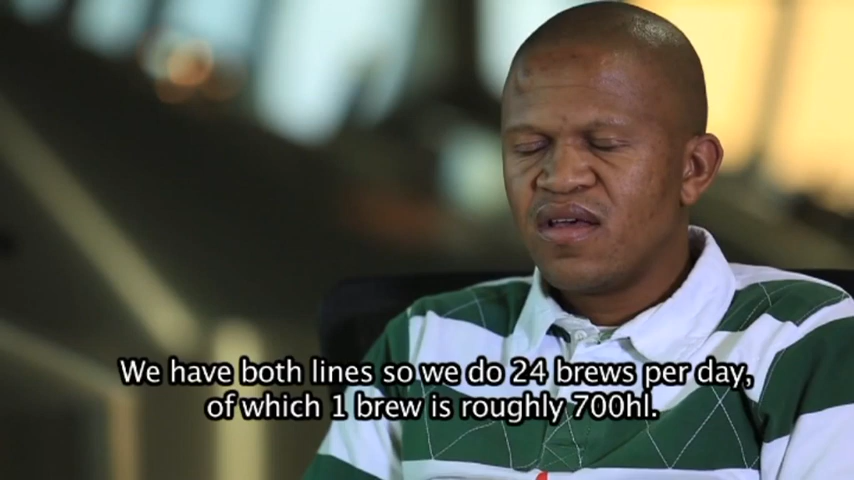 We have both lines so we do 24 brews per day,
of which 1 brew is roughly 700hl.